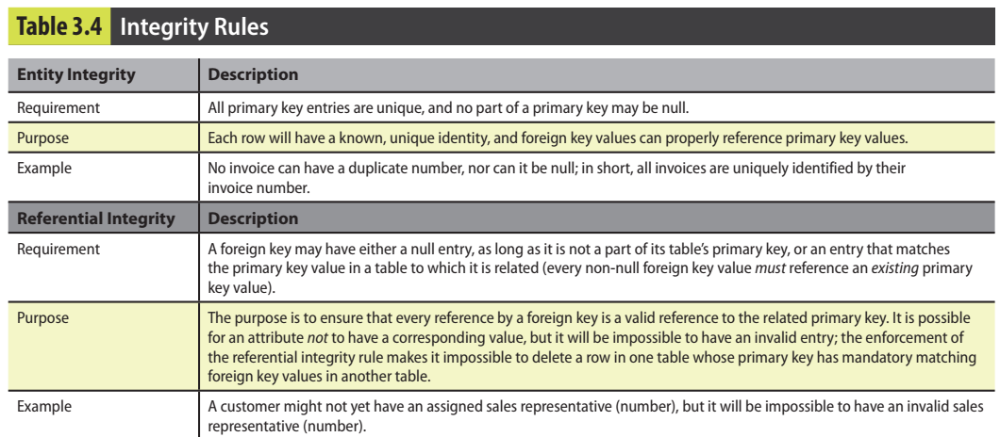 Table 3.4 Integrity Rules
Entity Integrity Description
Requirement All primary key entries are unique, and no part of a primary key may be null.
Purpose Each row will have a known, unique identity, and foreign key values can properly reference primary key values.
Example No invoice can have a duplicate number, nor can it be null; in short, all invoices are uniquely identified by their
invoice number.
Referential Integrity Description
Requirement A foreign key may have either a null entry, as long as it is not a part of its table's primary key, or an entry that matches
the primary key value in a table to which it is related (every non-null foreign key value must reference an existing primary
key value).
Purpose The purpose is to ensure that every reference by a foreign key is a valid reference to the related primary key. It is possible
for an attribute not to have a corresponding value, but it will be impossible to have an invalid entry; the enforcement of
the referential integrity rule makes it impossible to delete a row in one table whose primary key has mandatory matching
foreign key values in another table.
Example A customer might not yet have an assigned sales representative (number), but it will be impossible to have an invalid sales
representative (number).